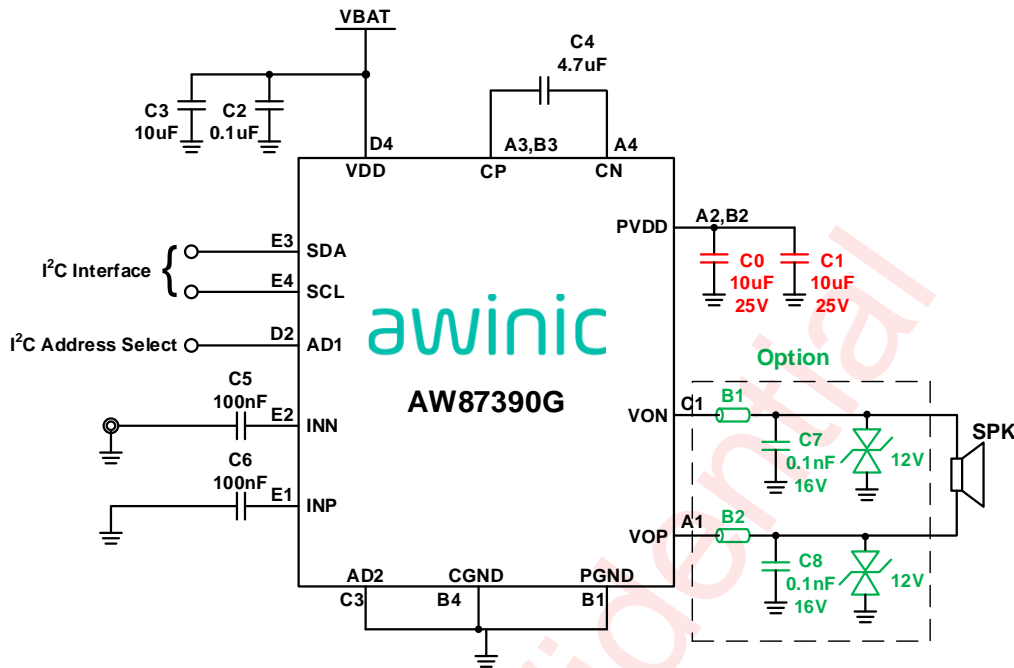 VBAT
C4
4.7uF
C3
10uF
C2
0.1uF
D4
A3,B3
A4
VDD
CP
CN
PVDD
A2,B2
C0
10uF
25V
C1
10uF
25V
I²C Interface {
E3
SDA
E4
SCL
I²C Address Select
D2
AD1
awinic
AW87390G
Option
C5
100nF
E2
INN
C6
100nF
E1
INP
VON
C1
B1
C7
0.1nF
16V
12V
SPK
VOP
A1
B2
C8
0.1nF
16V
12V
AD2
CGND
PGND
C3
B4
B1
idential